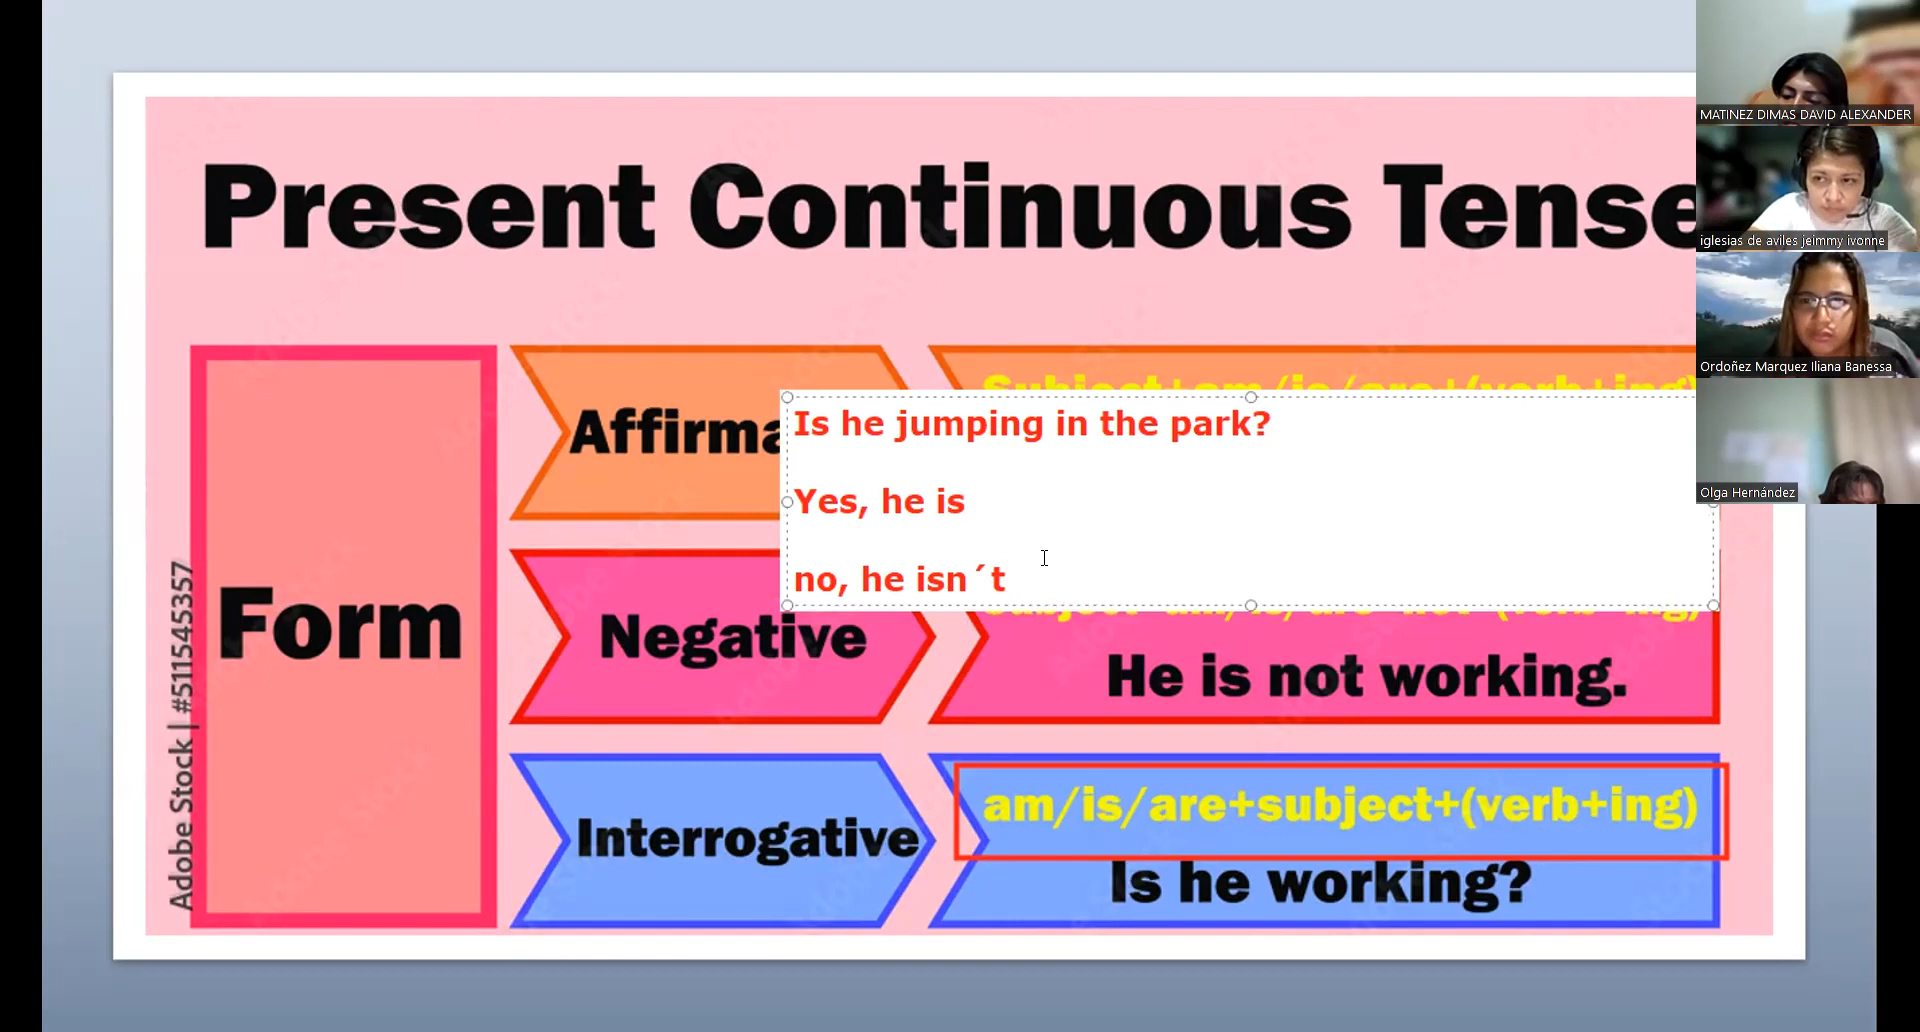 Present Continuous Tense
MATINEZ DIMAS DAVID ALEXANDER
iglesias de aviles jeimmy ivonne
Ordoñez Marquez Iliana Banessa
Olga Hernández
Form
Affirma
Subject+am/is/are+(verb+ing)
Is he jumping in the park?
Yes, he is
no, he isn´t
Negative
He is not working.
Interrogative
am/is/are+subject+(verb+ing)
Is he working?
Adobe Stock | #511545357